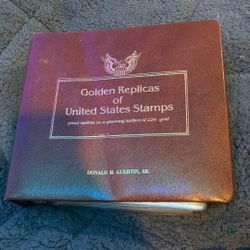 Golden Replicas
of
United States Stamps
proof replicas on a gleaming surface of 22kt. gold
DONALD H. GUERTIN, SR.